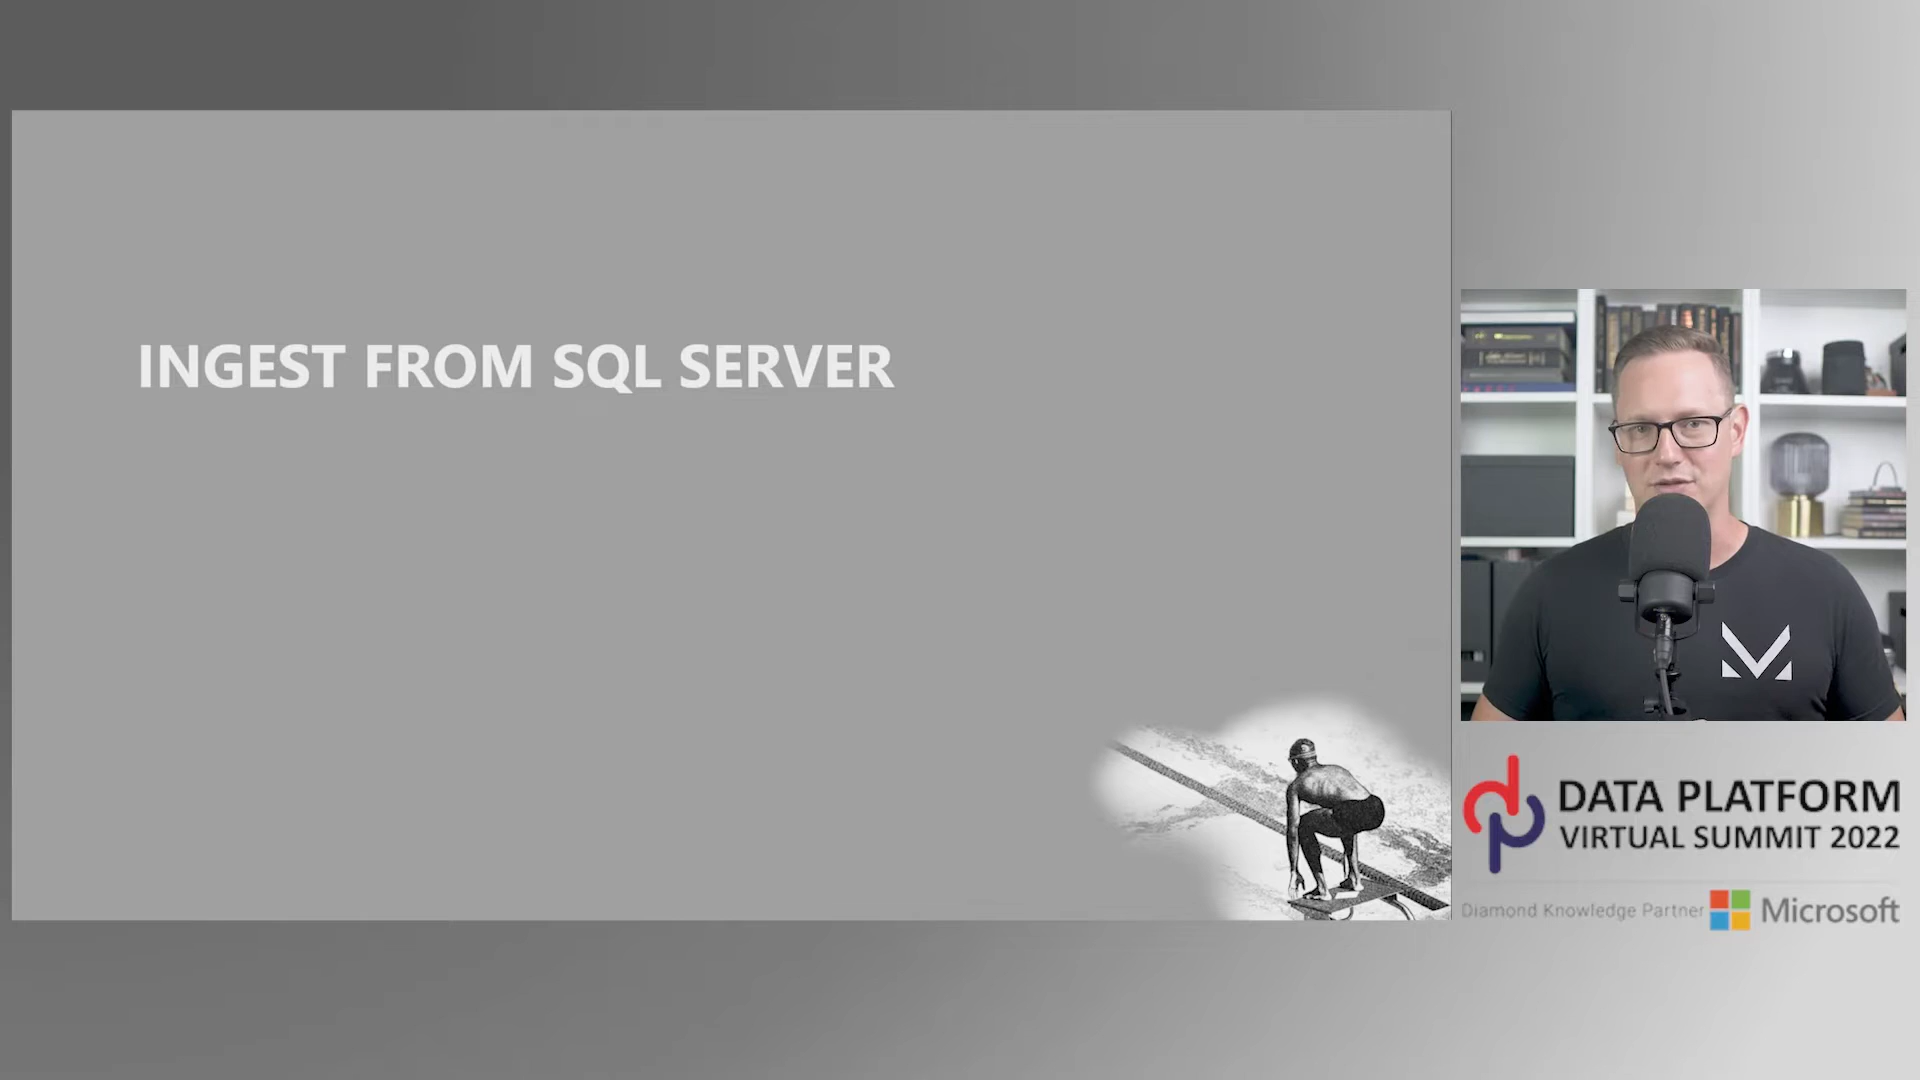 INGEST FROM SQL SERVER
DATA PLATFORM
VIRTUAL SUMMIT 2022
Diamond Knowledge Partner Microsoft